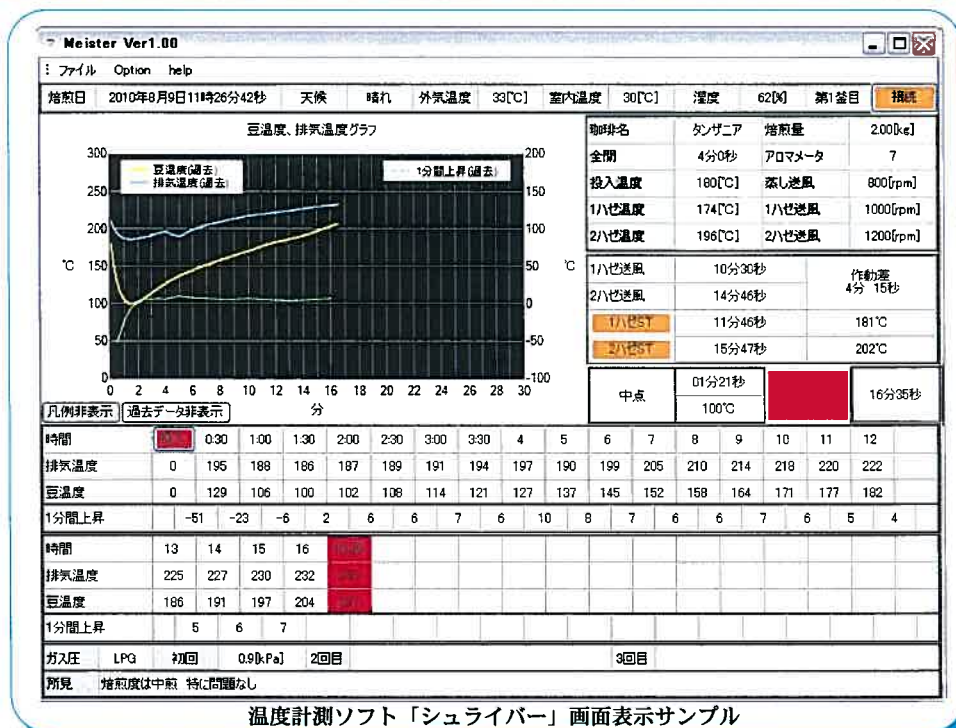 Meister Ver1.00
ファイル Option help
焙煎日 2010年8月9日11時26分42秒 天候 晴れ 外気温度 33[℃] 室内温度 30[℃] 湿度 62[%] 第1釜目 接続
豆温度、排気温度グラフ
豆温度(過去)
排気温度(過去)
1分間上昇(過去)
300 250 200 150 100 50 0
℃
200 150 100 50 0 -50 -100
℃
0 2 4 6 8 10 12 14 16 18 20 22 24 26 28 30
分
凡例非表示 過去データ非表示
珈琲名 タンザニア 焙煎量 2.00[kg]
全開 4分0秒 アロマメータ 7
投入温度 180[℃] 蒸し送風 800[rpm]
1ハゼ温度 174[℃] 1ハゼ送風 1000[rpm]
2ハゼ温度 196[℃] 2ハゼ送風 1200[rpm]
1ハゼ送風 10分30秒 作動差
2ハゼ送風 14分46秒 4分 15秒
1ハゼST 11分46秒 181℃
2ハゼST 15分47秒 202℃
中点 01分21秒 16分35秒
100℃
時間 0:30 1:00 1:30 2:00 2:30 3:00 3:30 4 5 6 7 8 9 10 11 12
排気温度 0 195 188 186 187 189 191 194 197 190 199 205 210 214 218 220 222
豆温度 0 129 106 100 102 108 114 121 127 137 145 152 158 164 171 177 182
1分間上昇 -51 -23 -6 2 6 6 7 6 10 8 7 6 6 7 6 5 4
時間 13 14 15 16
排気温度 225 227 230 232
豆温度 186 191 197 204
1分間上昇 5 6 7
ガス圧 LPG 初回 0.9[kPa] 2回目 3回目
所見 焙煎度は中煎 特に問題なし
温度計測ソフト「シュライバー」画面表示サンプル